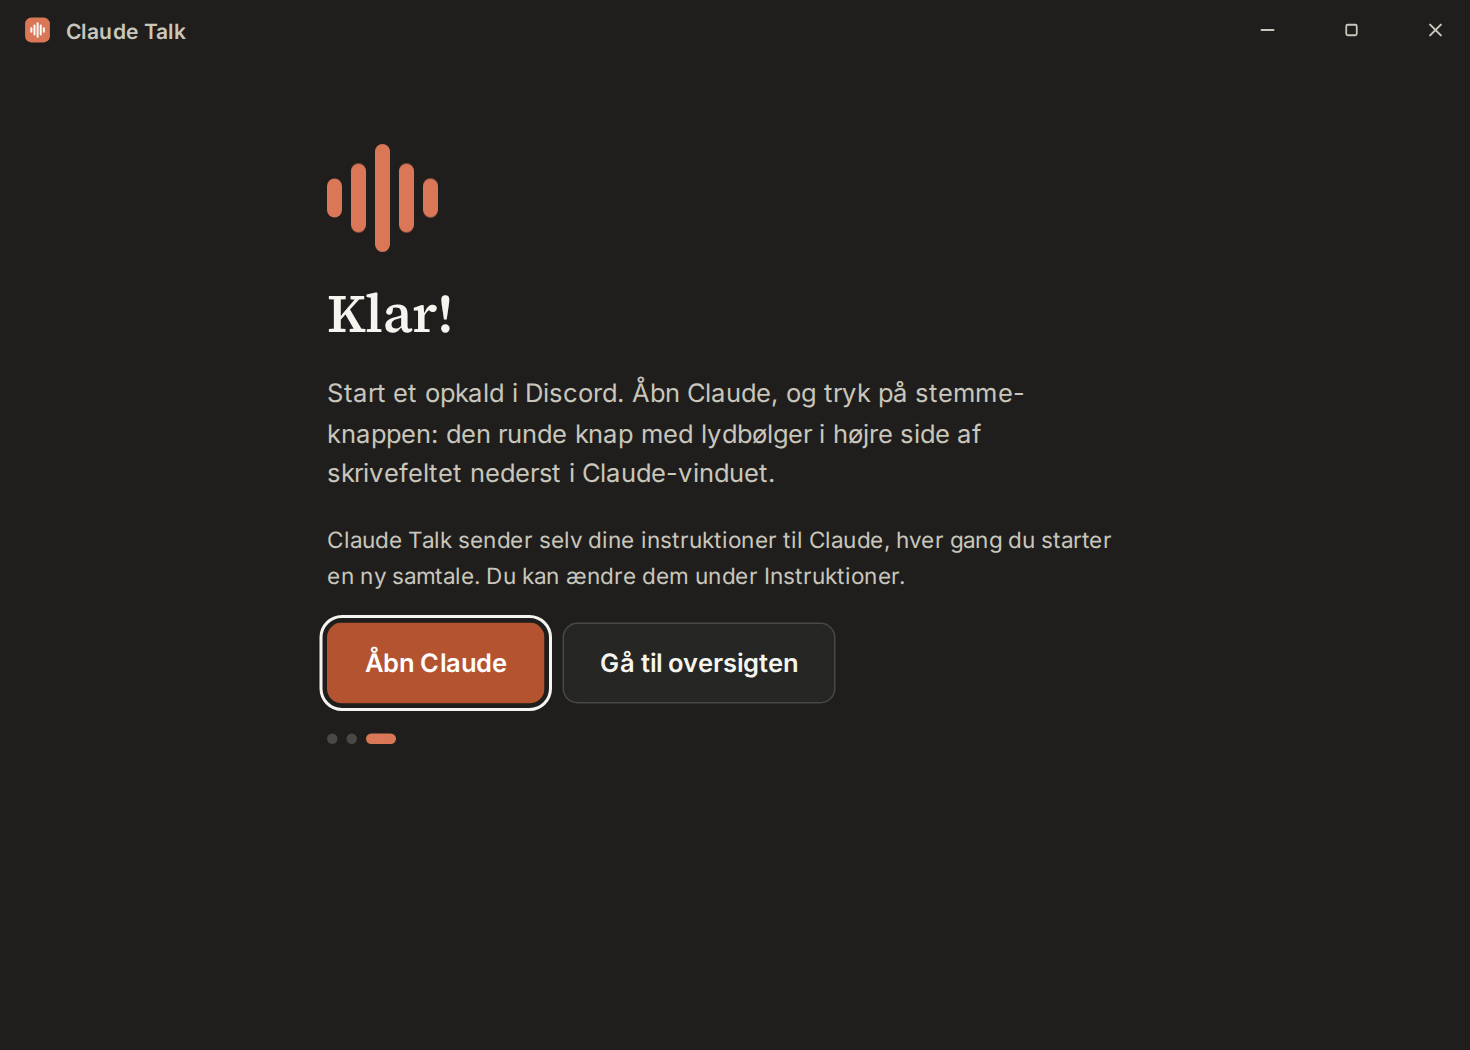 Claude Talk
Klar!
Start et opkald i Discord. Åbn Claude, og tryk på stemme-
knappen: den runde knap med lydbølger i højre side af
skrivefeltet nederst i Claude-vinduet.
Claude Talk sender selv dine instruktioner til Claude, hver gang du starter
en ny samtale. Du kan ændre dem under Instruktioner.
Åbn Claude
Gå til oversigten